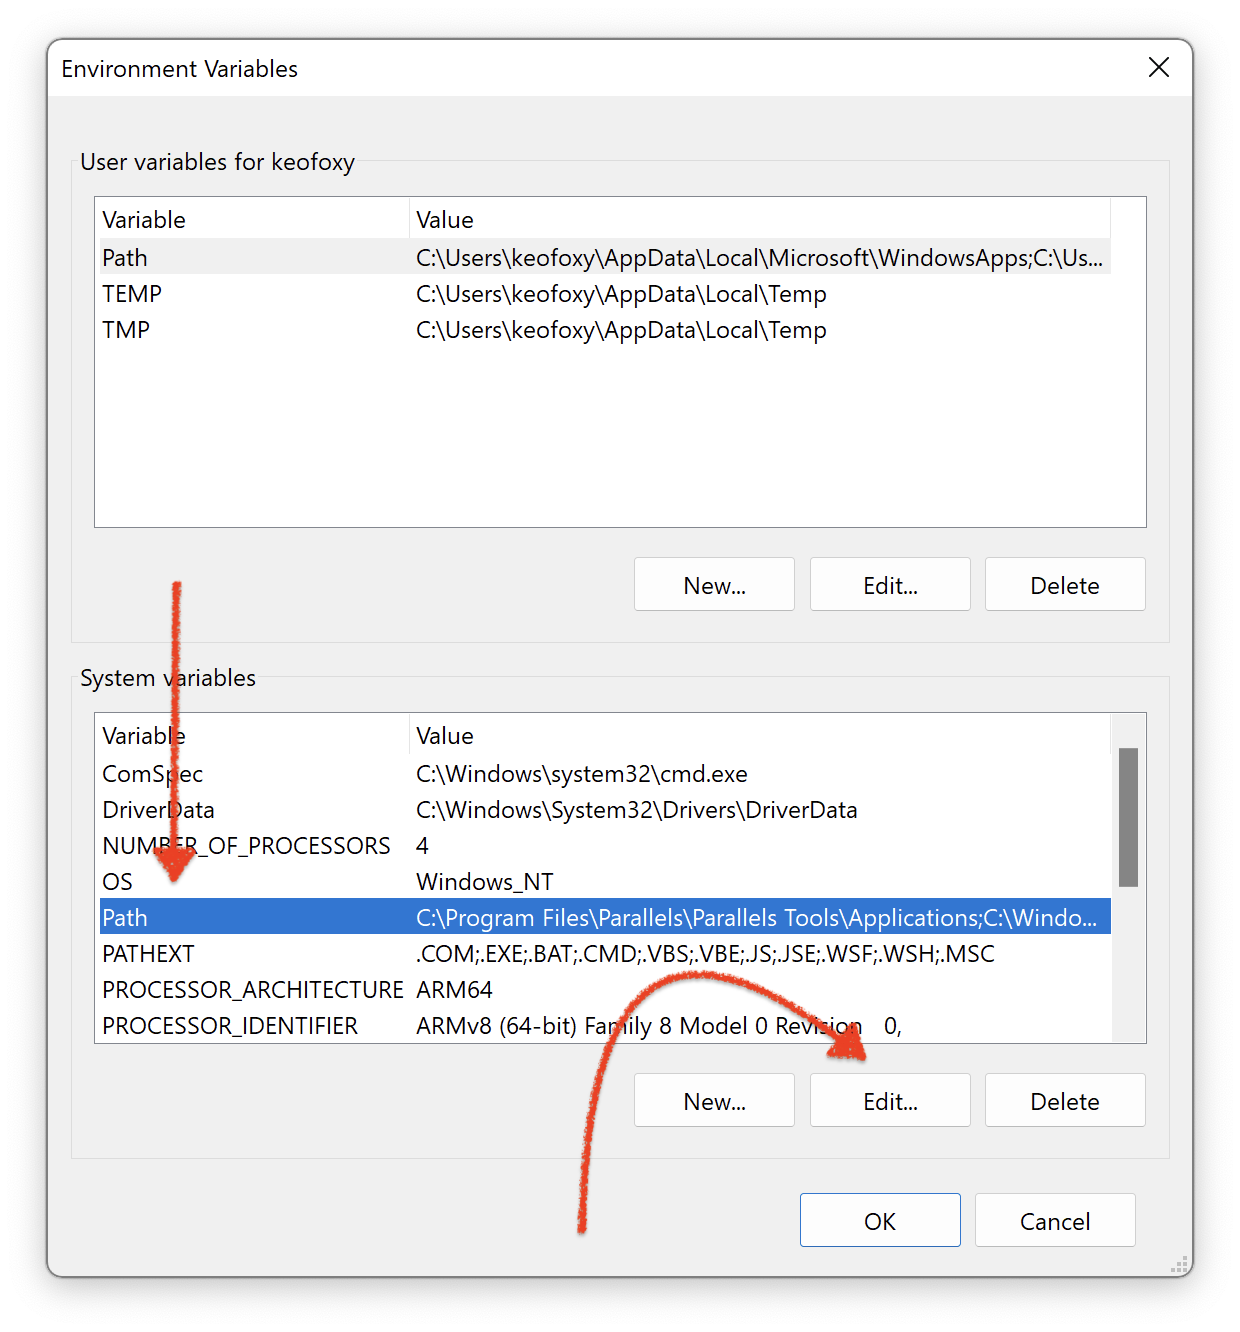 Environment Variables
User variables for keofoxy
Variable Value
Path C:\Users\keofoxy\AppData\Local\Microsoft\WindowsApps;C:\Us...
TEMP C:\Users\keofoxy\AppData\Local\Temp
TMP C:\Users\keofoxy\AppData\Local\Temp
New... Edit... Delete
System variables
Variable Value
ComSpec C:\Windows\system32\cmd.exe
DriverData C:\Windows\System32\Drivers\DriverData
NUMBER_OF_PROCESSORS 4
OS Windows_NT
Path C:\Program Files\Parallels\Parallels Tools\Applications;C:\Windo...
PATHEXT .COM;.EXE;.BAT;.CMD;.VBS;.VBE;.JS;.JSE;.WSF;.WSH;.MSC
PROCESSOR_ARCHITECTURE ARM64
PROCESSOR_IDENTIFIER ARMv8 (64-bit) Family 8 Model 0 Revision 0,
New... Edit... Delete
OK Cancel